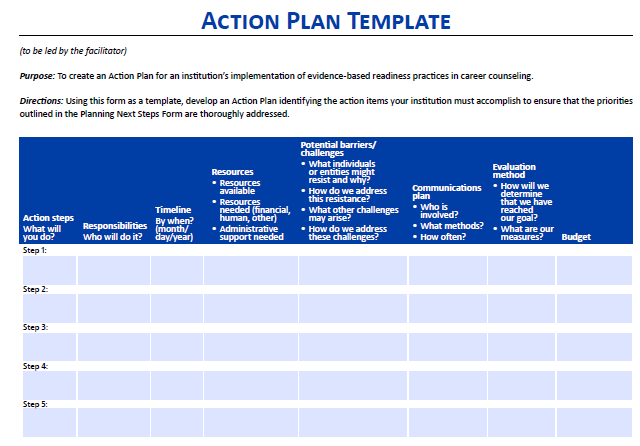 ACTION PLAN TEMPLATE
(to be led by the facilitator)
Purpose: To create an Action Plan for an institution's implementation of evidence-based readiness practices in career counseling.
Directions: Using this form as a template, develop an Action Plan identifying the action items your institution must accomplish to ensure that the priorities
outlined in the Planning Next Steps Form are thoroughly addressed.
Action steps
What will
you do?
Responsibilities
Who will do it?
Timeline
By when?
(month/
day/year)
Resources
• Resources
available
• Resources
needed (financial,
human, other)
• Administrative
support needed
Potential barriers/
challenges
• What individuals
or entities might
resist and why?
• How do we address
this resistance?
• What other challenges
may arise?
• How do we address
these challenges?
Communications
plan
• Who is
involved?
• What methods?
• How often?
Evaluation
method
• How will we
determine
that we have
reached
our goal?
• What are our
measures?
Budget
Step 1:
Step 2:
Step 3:
Step 4:
Step 5: